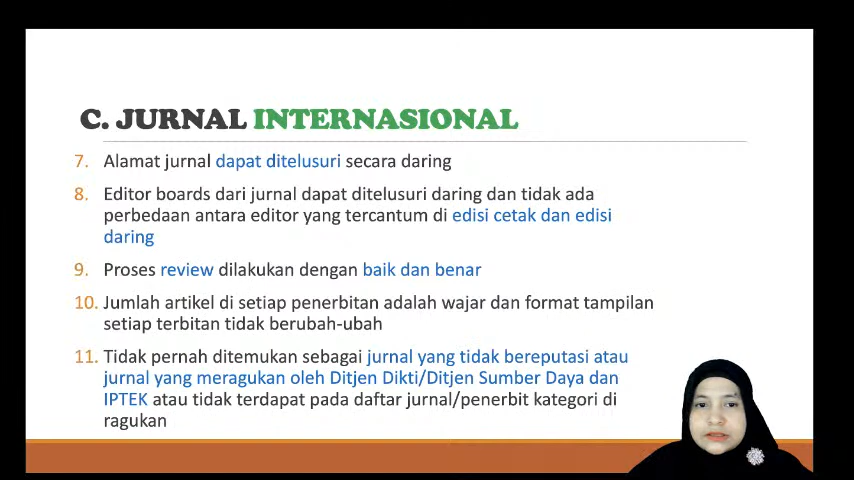 C. JURNAL INTERNASIONAL
7. Alamat jurnal dapat ditelusuri secara daring
8. Editor boards dari jurnal dapat ditelusuri daring dan tidak ada
perbedaan antara editor yang tercantum di edisi cetak dan edisi
daring
9. Proses review dilakukan dengan baik dan benar
10. Jumlah artikel di setiap penerbitan adalah wajar dan format tampilan
setiap terbitan tidak berubah-ubah
11. Tidak pernah ditemukan sebagai jurnal yang tidak bereputasi atau
jurnal yang meragukan oleh Ditjen Dikti/Ditjen Sumber Daya dan
IPTEK atau tidak terdapat pada daftar jurnal/penerbit kategori di
ragukan